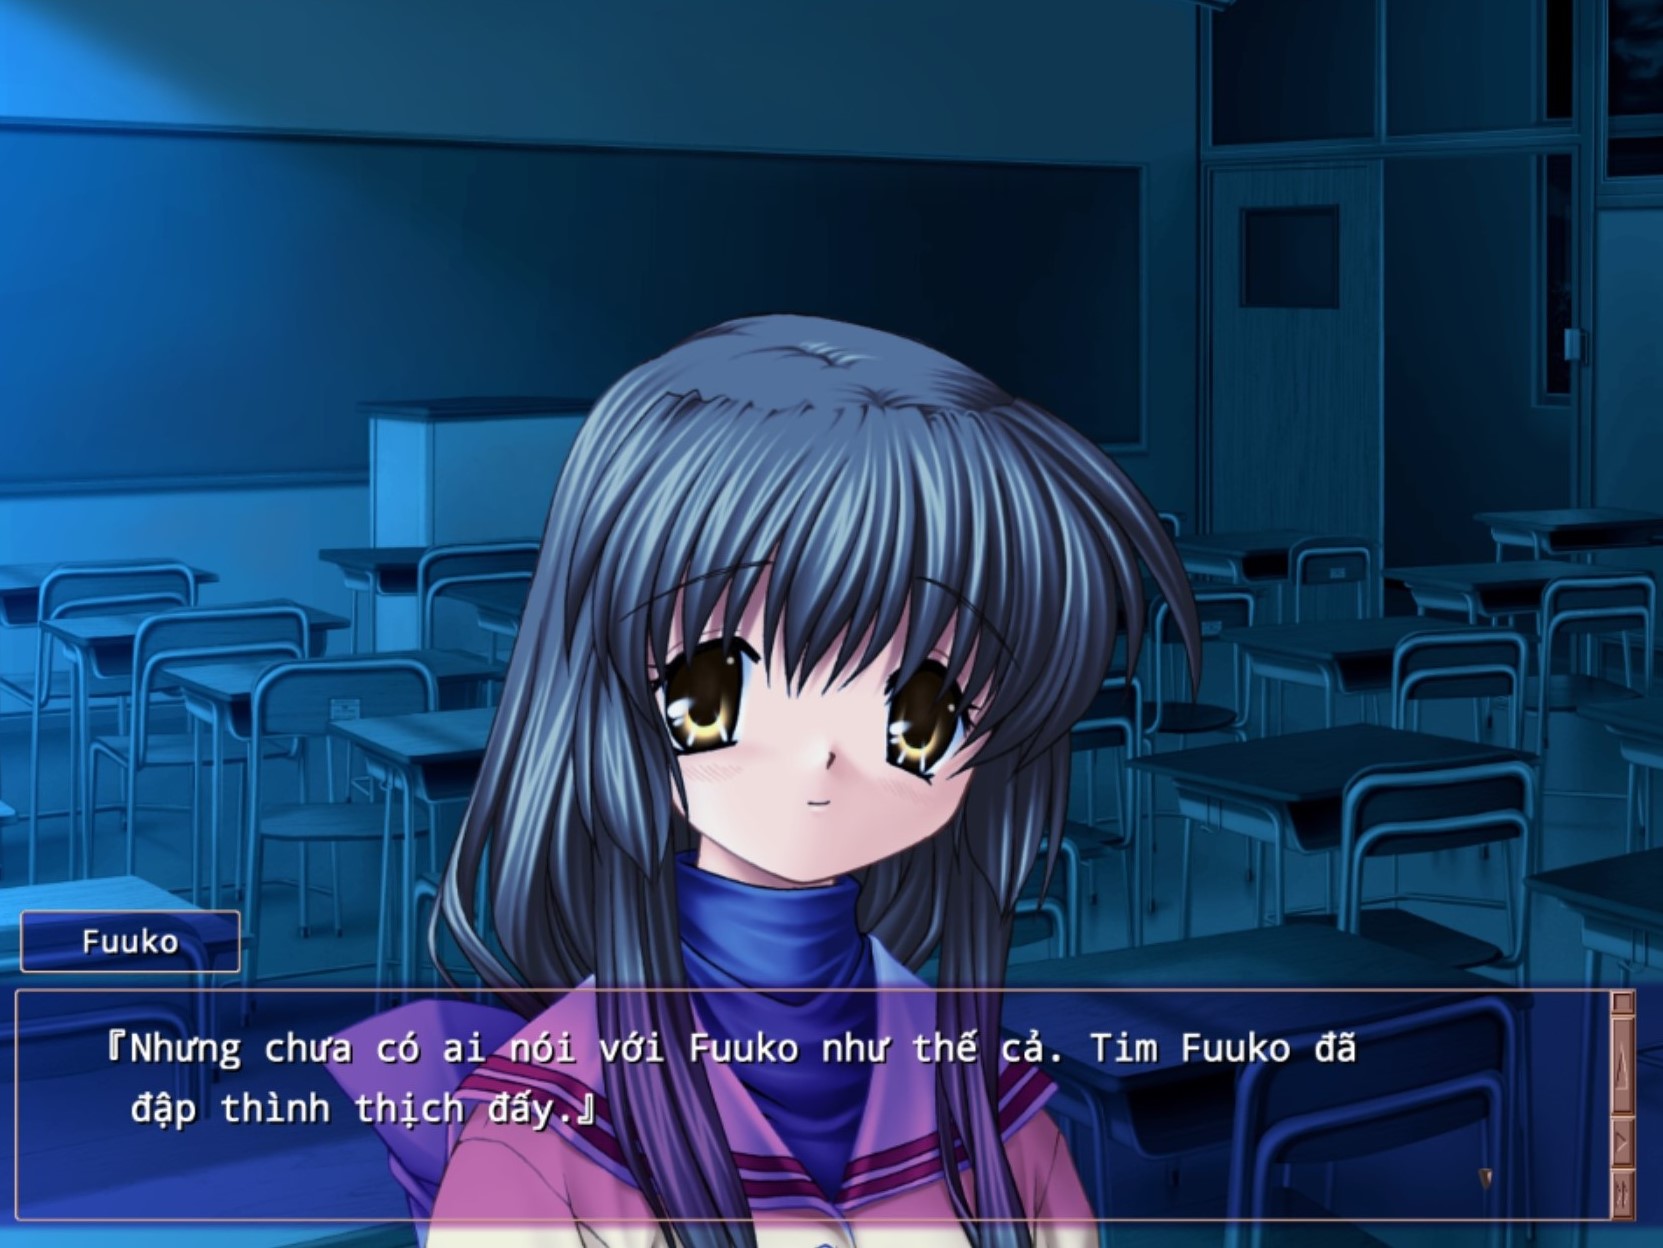 Fuuko
『Nhưng chưa có ai nói với Fuuko như thế cả. Tim Fuuko đã
đập thình thịch đấy.』